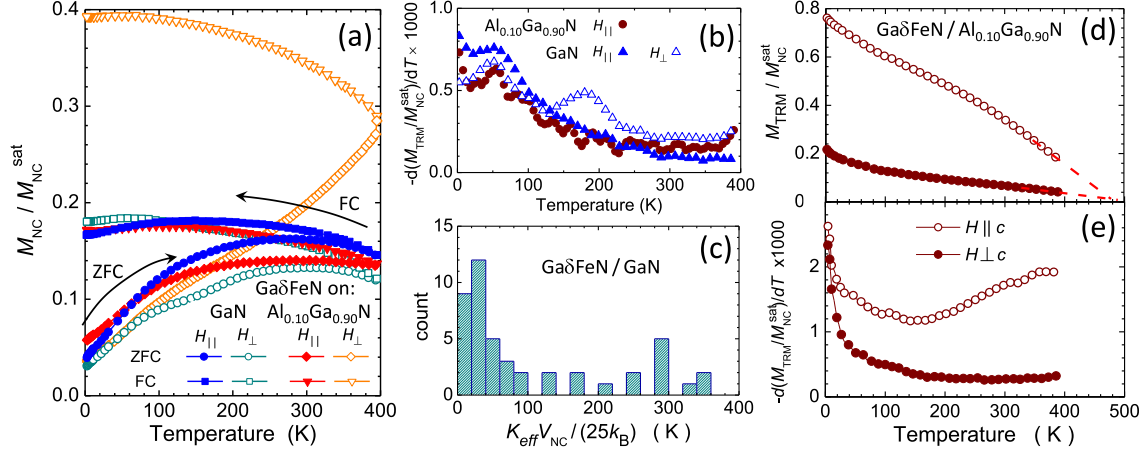 (a)
M_NC / M_NC^sat
0.4
0.3
0.2
0.1
0.0
FC
ZFC
GaδFeN on:
GaN Al0.10Ga0.90N
H|| H⊥ H|| H⊥
ZFC
FC
0 100 200 300 400
Temperature (K)
(b)
Al0.10Ga0.90N H||
GaN H|| H⊥
-d(M_TRM/M_NC^sat)/dT × 1000
1.0
0.5
0.0
0 100 200 300 400
Temperature (K)
(c)
GaδFeN / GaN
count
15
10
5
0
0 100 200 300 400
K_eff V_NC / (25k_B) ( K )
(d)
GaδFeN / Al0.10Ga0.90N
M_TRM / M_NC^sat
0.8
0.6
0.4
0.2
0
(e)
H || c
H ⊥ c
-d(M_TRM/M_NC^sat)/dT x1000
2
1
0
0 100 200 300 400 500
Temperature ( K )